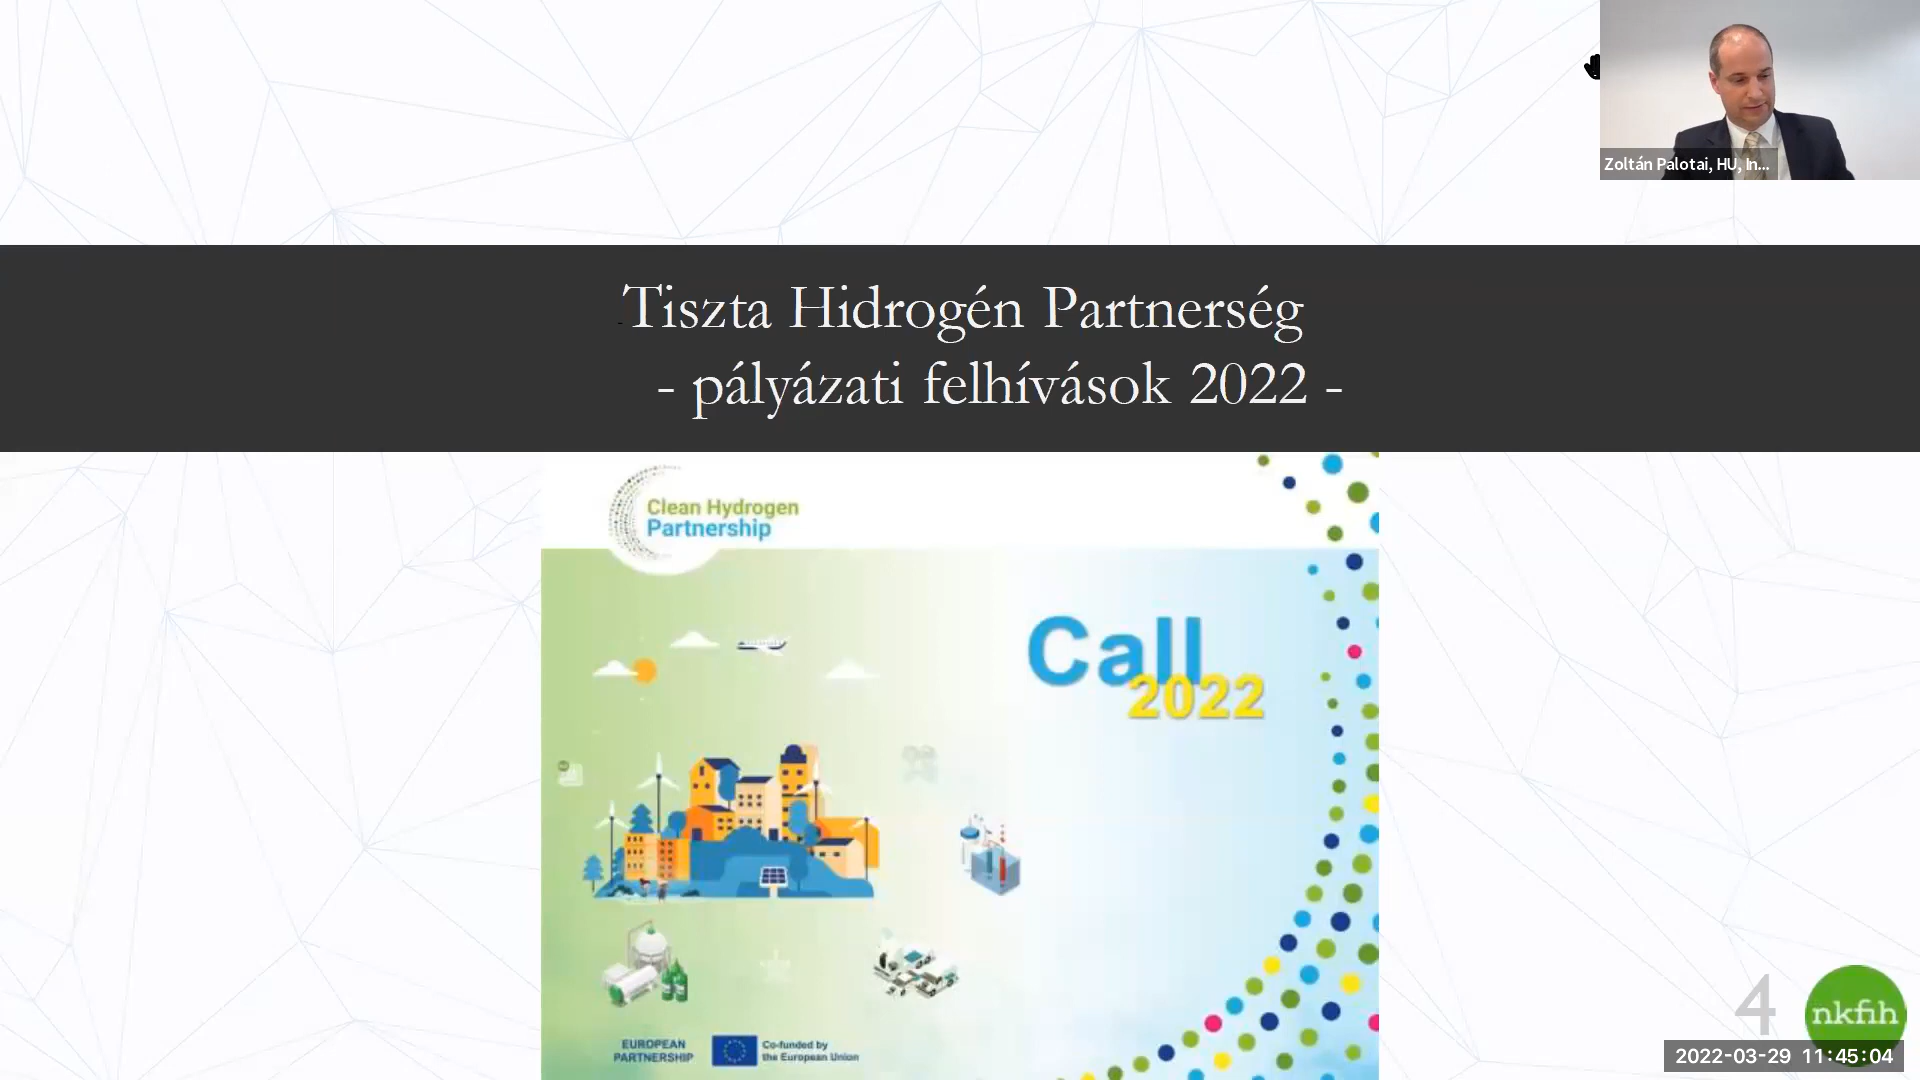 Zoltán Palotai, HU, In...
Tiszta Hidrogén Partnerség
- pályázati felhívások 2022 -
Clean Hydrogen
Partnership
Call
2022
EUROPEAN
PARTNERSHIP
Co-funded by
the European Union
4
nkfih
2022-03-29 11:45:04